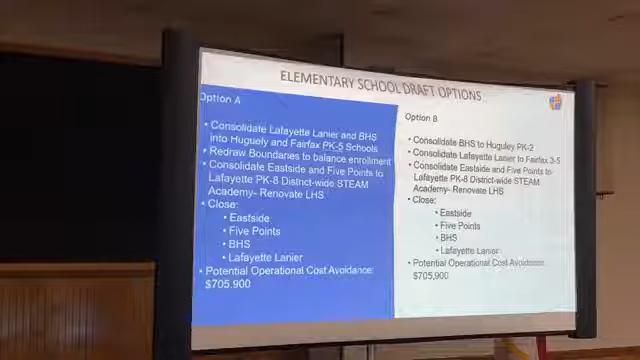 ELEMENTARY SCHOOL DRAFT OPTIONS
Option A
• Consolidate Lafayette Lanier and BHS
into Huguely and Fairfax PK-5 Schools
• Redraw Boundaries to balance enrollment
• Consolidate Eastside and Five Points to
Lafayette PK-8 District-wide STEAM
Academy- Renovate LHS
• Close:
• Eastside
• Five Points
• BHS
• Lafayette Lanier
• Potential Operational Cost Avoidance:
$705,900
Option B
• Consolidate BHS to Huguley PK-2
• Consolidate Lafayette Lanier to Fairfax 3-5
• Consolidate Eastside and Five Points to
Lafayette PK-8 District-wide STEAM
Academy- Renovate LHS
• Close:
• Eastside
• Five Points
• BHS
• Lafayette Lanier
• Potential Operational Cost Avoidance:
$705,900